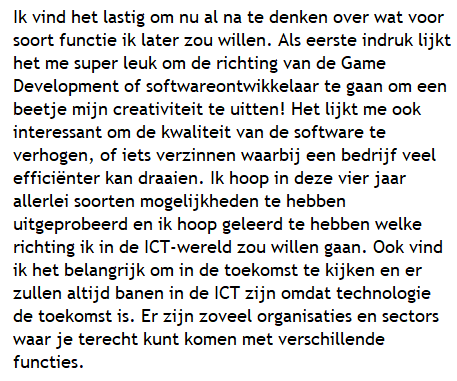 Ik vind het lastig om nu al na te denken over wat voor
soort functie ik later zou willen. Als eerste indruk lijkt
het me super leuk om de richting van de Game
Development of softwareontwikkelaar te gaan om een
beetje mijn creativiteit te uitten! Het lijkt me ook
interessant om de kwaliteit van de software te
verhogen, of iets verzinnen waarbij een bedrijf veel
efficiënter kan draaien. Ik hoop in deze vier jaar
allerlei soorten mogelijkheden te hebben
uitgeprobeerd en ik hoop geleerd te hebben welke
richting ik in de ICT-wereld zou willen gaan. Ook vind
ik het belangrijk om in de toekomst te kijken en er
zullen altijd banen in de ICT zijn omdat technologie
de toekomst is. Er zijn zoveel organisaties en sectors
waar je terecht kunt komen met verschillende
functies.